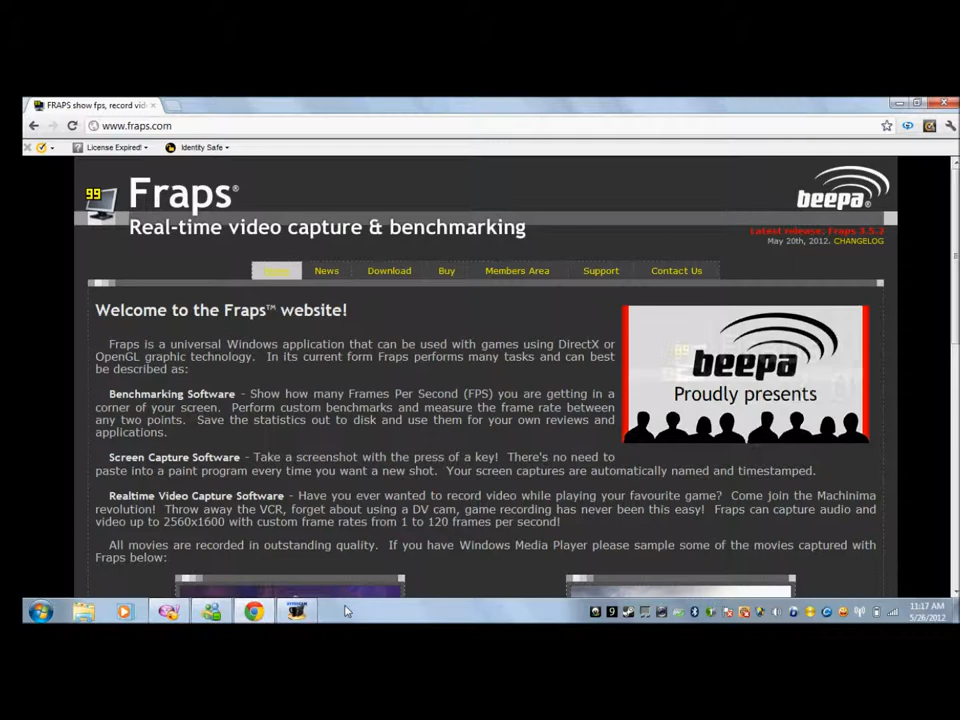 FRAPS show fps, record vid
www.fraps.com
License Expired!
Identity Safe
99
Fraps®
Real-time video capture & benchmarking
beepa®
Latest release: Fraps 3.5.2
May 20th, 2012. CHANGELOG
Home News Download Buy Members Area Support Contact Us
Welcome to the Fraps™ website!
Fraps is a universal Windows application that can be used with games using DirectX or
OpenGL graphic technology. In its current form Fraps performs many tasks and can best
be described as:
Benchmarking Software - Show how many Frames Per Second (FPS) you are getting in a
corner of your screen. Perform custom benchmarks and measure the frame rate between
any two points. Save the statistics out to disk and use them for your own reviews and
applications.
beepa
Proudly presents
Screen Capture Software - Take a screenshot with the press of a key! There's no need to
paste into a paint program every time you want a new shot. Your screen captures are automatically named and timestamped.
Realtime Video Capture Software - Have you ever wanted to record video while playing your favourite game? Come join the Machinima
revolution! Throw away the VCR, forget about using a DV cam, game recording has never been this easy! Fraps can capture audio and
video up to 2560x1600 with custom frame rates from 1 to 120 frames per second!
All movies are recorded in outstanding quality. If you have Windows Media Player please sample some of the movies captured with
Fraps below:
11:17 AM
5/26/2012